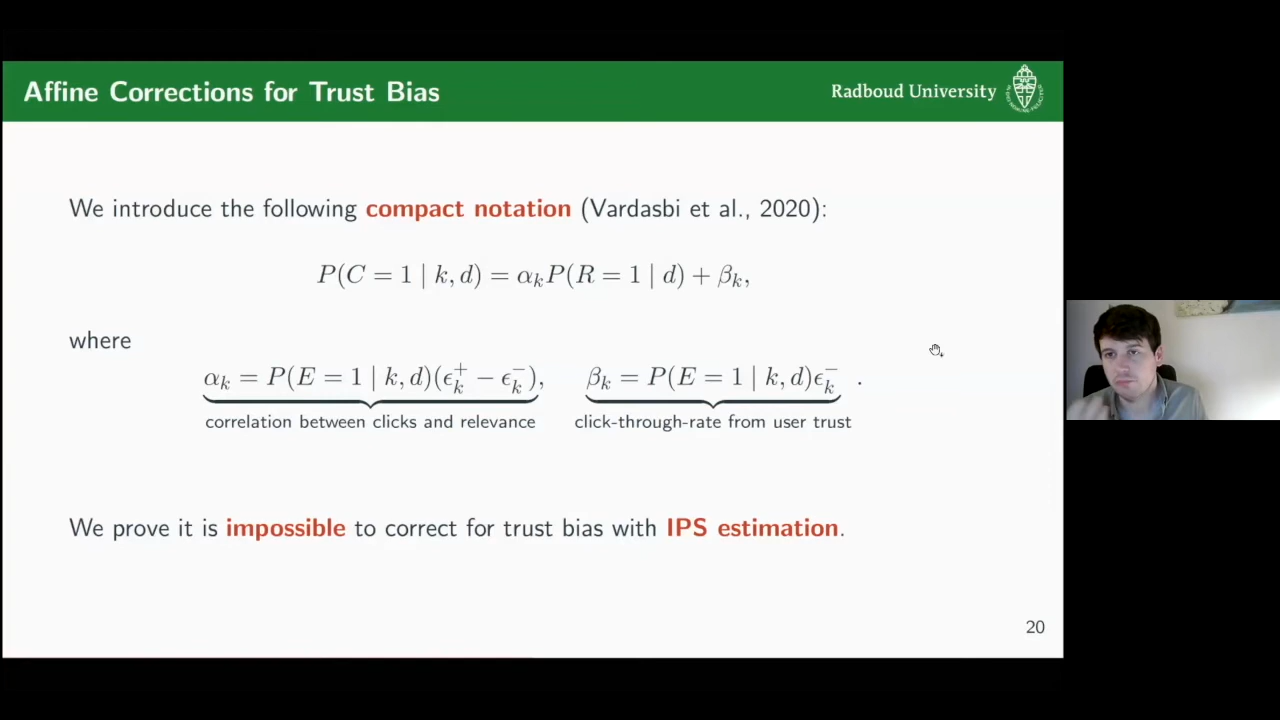 Affine Corrections for Trust Bias
Radboud University
We introduce the following compact notation (Vardasbi et al., 2020):
P(C = 1 | k, d) = α_k P(R = 1 | d) + β_k,
where
α_k = P(E = 1 | k, d)(ϵ_k^+ − ϵ_k^−), β_k = P(E = 1 | k, d)ϵ_k^− .
correlation between clicks and relevance click-through-rate from user trust
We prove it is impossible to correct for trust bias with IPS estimation.
20